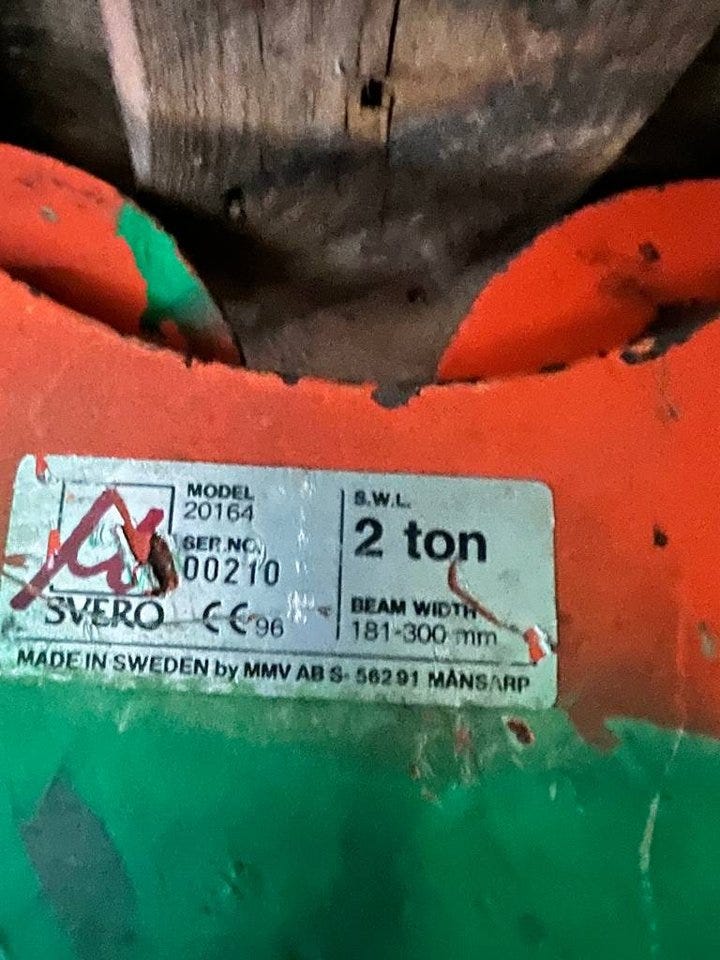 MODEL
20164
SER.NO.
00210
SVERO CE 96
S.W.L.
2 ton
BEAM WIDTH
181-300 mm
MADE IN SWEDEN by MMV AB S- 562 91 MÅNSARP